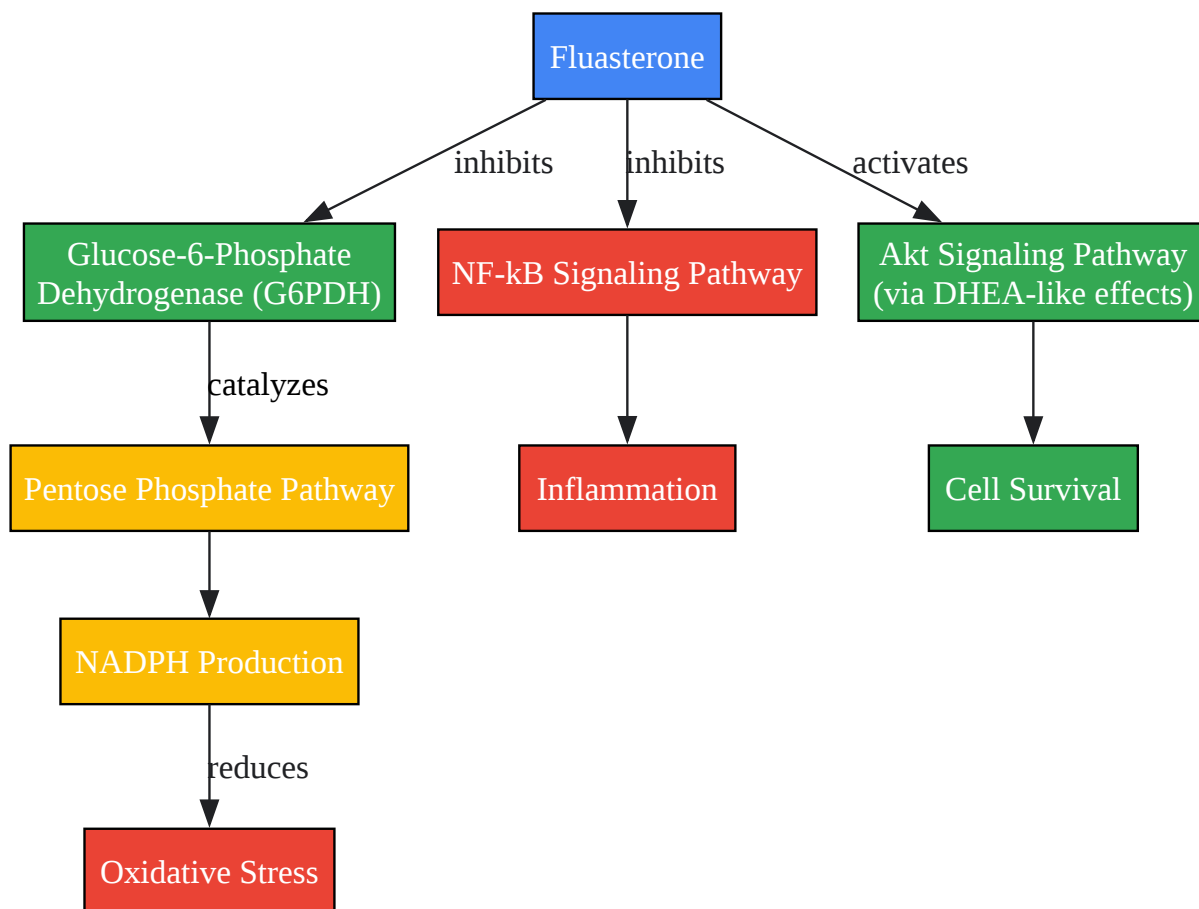 Fluasterone
inhibits
inhibits
activates
Glucose-6-Phosphate
Dehydrogenase (G6PDH)
NF-kB Signaling Pathway
Akt Signaling Pathway
(via DHEA-like effects)
catalyzes
Pentose Phosphate Pathway
Inflammation
Cell Survival
NADPH Production
reduces
Oxidative Stress